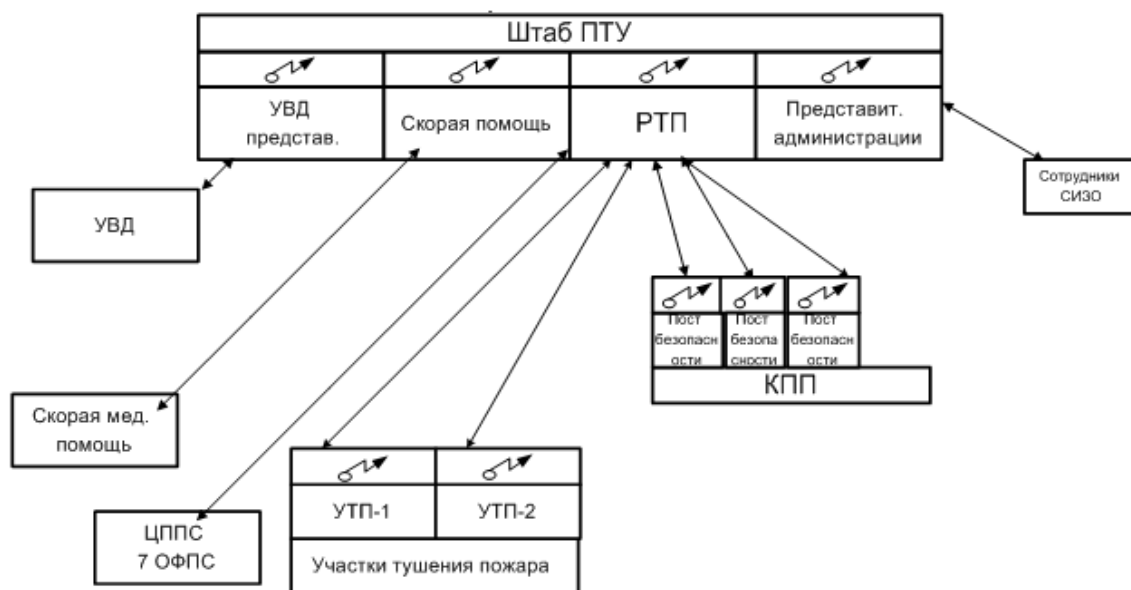 Штаб ПТУ
УВД
представ.
Скорая помощь
РТП
Представит.
администрации
Сотрудники
СИЗО
УВД
Пост
безопасн
ости
Пост
безопа
сности
Пост
безопасн
ости
КПП
Скорая мед.
помощь
УТП-1
УТП-2
ЦППС
7 ОФПС
Участки тушения пожара